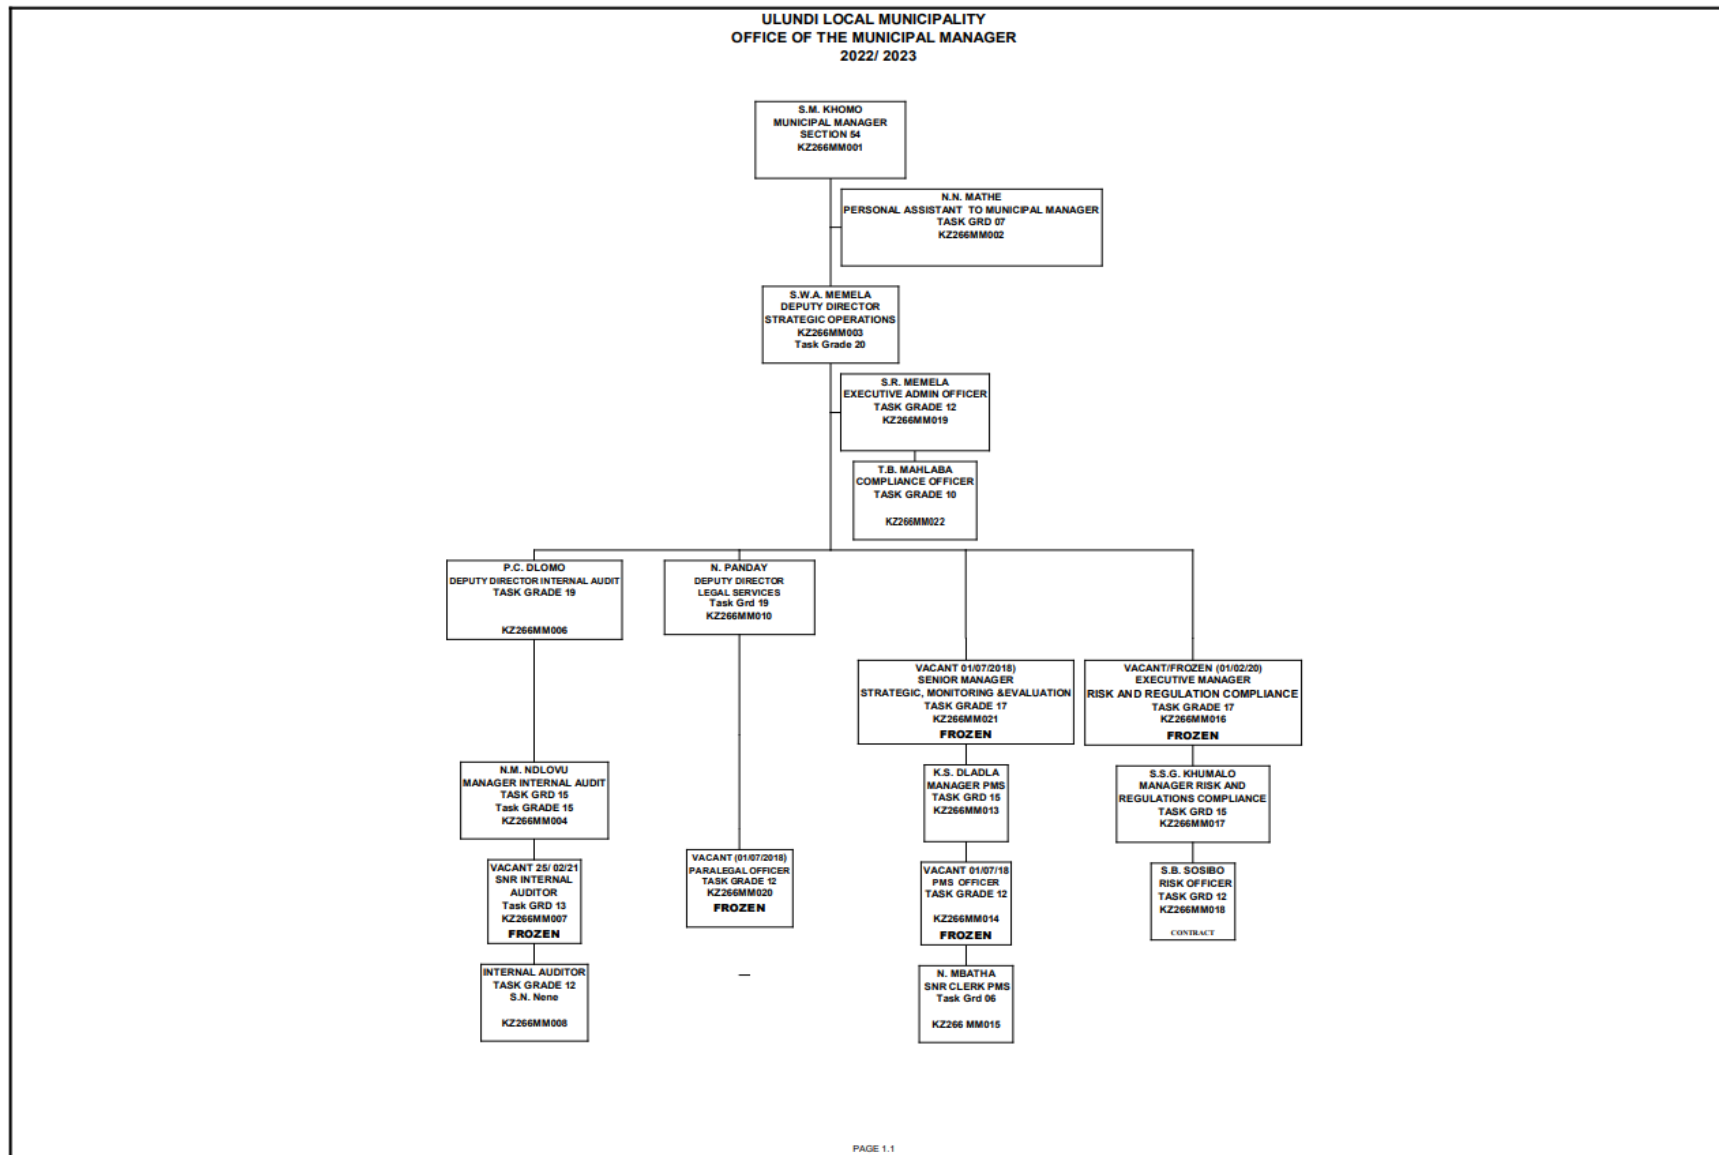 ULUNDI LOCAL MUNICIPALITY
OFFICE OF THE MUNICIPAL MANAGER
2022/ 2023
S.M. KHOMO
MUNICIPAL MANAGER
SECTION 54
KZ266MM001
N.N. MATHE
PERSONAL ASSISTANT TO MUNICIPAL MANAGER
TASK GRD 07
KZ266MM002
S.W.A. MEMELA
DEPUTY DIRECTOR
STRATEGIC OPERATIONS
KZ266MM003
Task Grade 20
S.R. MEMELA
EXECUTIVE ADMIN OFFICER
TASK GRADE 12
KZ266MM019
T.B. MAHLABA
COMPLIANCE OFFICER
TASK GRADE 10
KZ266MM022
P.C. DLOMO
DEPUTY DIRECTOR INTERNAL AUDIT
TASK GRADE 19
KZ266MM006
N. PANDAY
DEPUTY DIRECTOR
LEGAL SERVICES
Task Grd 19
KZ266MM010
VACANT 01/07/2018)
SENIOR MANAGER
STRATEGIC, MONITORING &EVALUATION
TASK GRADE 17
KZ266MM021
FROZEN
VACANT/FROZEN (01/02/20)
EXECUTIVE MANAGER
RISK AND REGULATION COMPLIANCE
TASK GRADE 17
KZ266MM016
FROZEN
N.M. NDLOVU
MANAGER INTERNAL AUDIT
TASK GRD 15
Task GRADE 15
KZ266MM004
K.S. DLADLA
MANAGER PMS
TASK GRD 15
KZ266MM013
S.S.G. KHUMALO
MANAGER RISK AND
REGULATIONS COMPLIANCE
TASK GRD 15
KZ266MM017
VACANT 25/ 02/21
SNR INTERNAL
AUDITOR
Task GRD 13
KZ266MM007
FROZEN
VACANT (01/07/2018)
PARALEGAL OFFICER
TASK GRADE 12
KZ266MM020
FROZEN
VACANT 01/07/18
PMS OFFICER
TASK GRADE 12
KZ266MM014
FROZEN
S.B. SOSIBO
RISK OFFICER
TASK GRD 12
KZ266MM018
CONTRACT
INTERNAL AUDITOR
TASK GRADE 12
S.N. Nene
KZ266MM008
N. MBATHA
SNR CLERK PMS
Task Grd 06
KZ266 MM015
PAGE 1.1